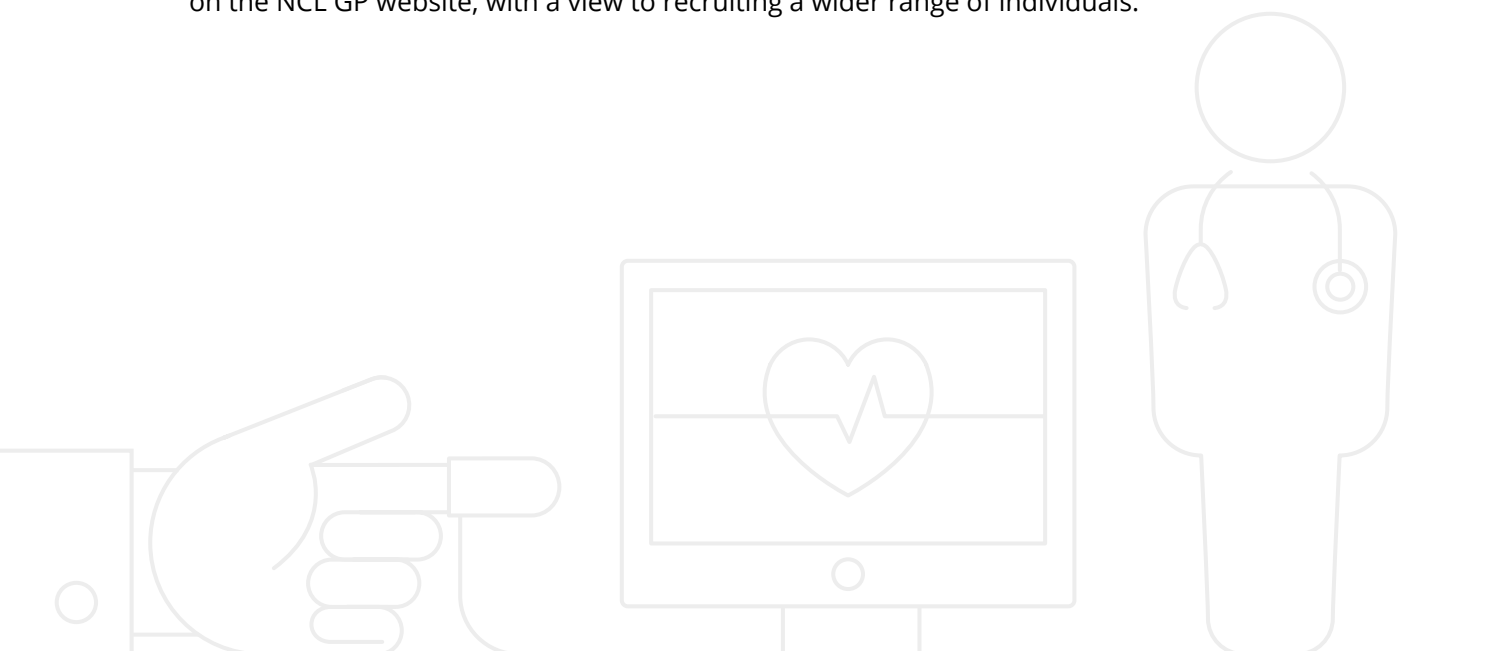 on the NCL GP website, with a view to recruiting a wider range of individuals.